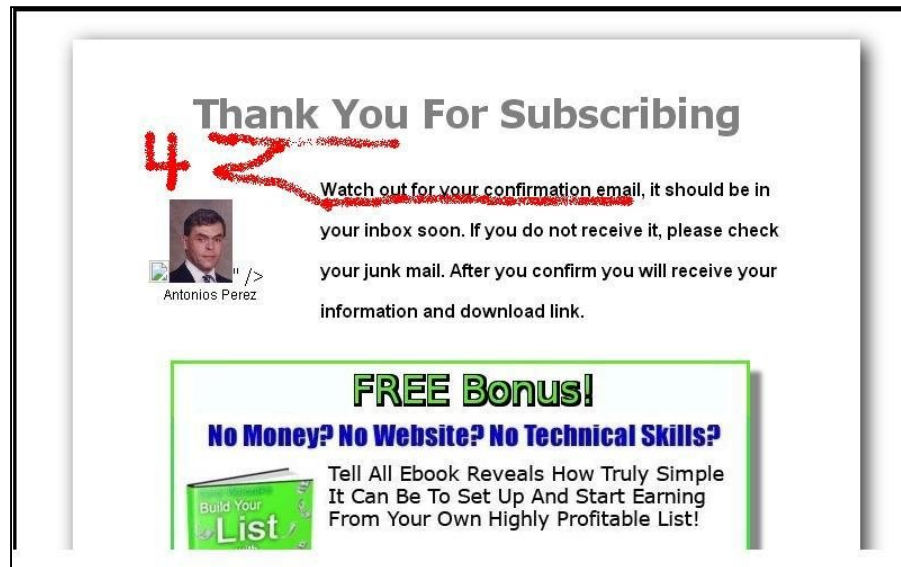 Thank You For Subscribing
4
Watch out for your confirmation email, it should be in
your inbox soon. If you do not receive it, please check
your junk mail. After you confirm you will receive your
information and download link.
" />
Antonios Perez
FREE Bonus!
No Money? No Website? No Technical Skills?
Tell All Ebook Reveals How Truly Simple
It Can Be To Set Up And Start Earning
From Your Own Highly Profitable List!
Build Your
List